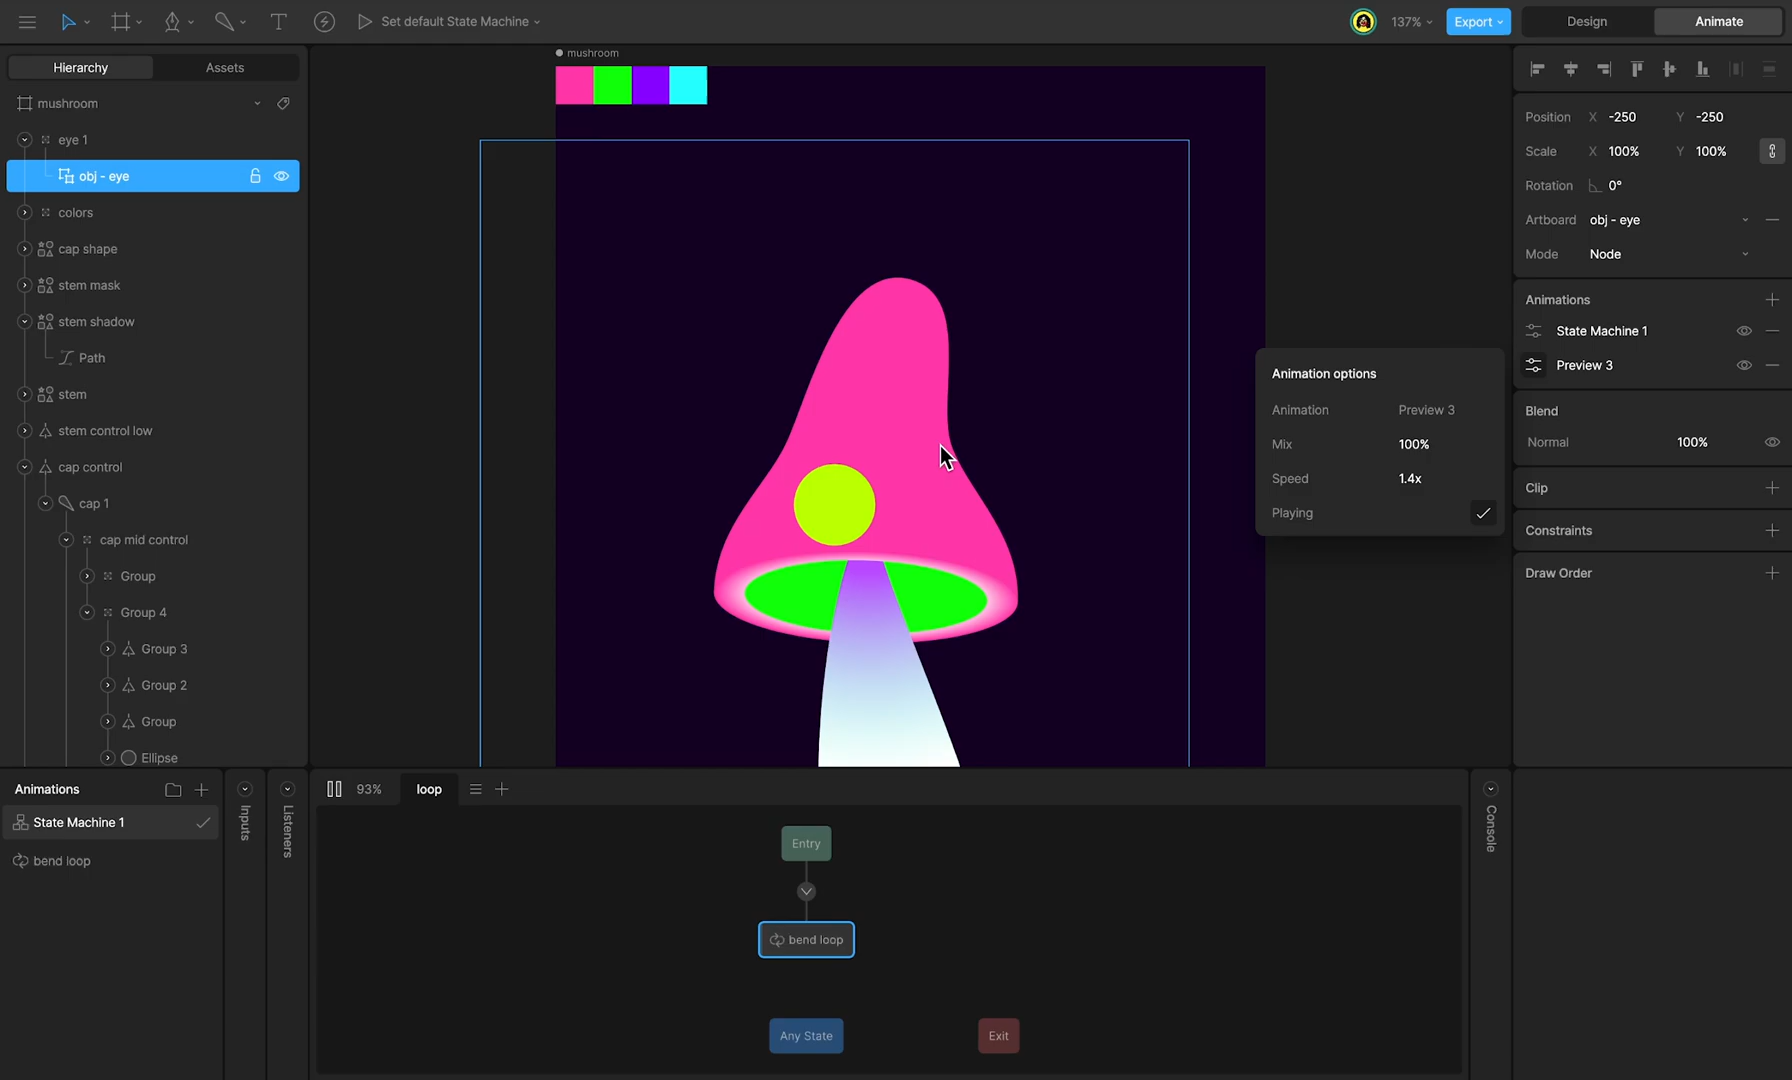 Set default State Machine
137%
Export
Design
Animate
Hierarchy
Assets
mushroom
eye 1
obj - eye
colors
cap shape
stem mask
stem shadow
Path
stem
stem control low
cap control
cap 1
cap mid control
Group
Group 4
Group 3
Group 2
Group
Ellipse
mushroom
Position X -250 Y -250
Scale X 100% Y 100%
Rotation 0°
Artboard obj - eye
Mode Node
Animations
State Machine 1
Preview 3
Blend
Normal 100%
Clip
Constraints
Draw Order
Animation options
Animation Preview 3
Mix 100%
Speed 1.4x
Playing
Animations
State Machine 1
bend loop
Inputs
Listeners
93%
loop
Entry
bend loop
Any State
Exit
Console